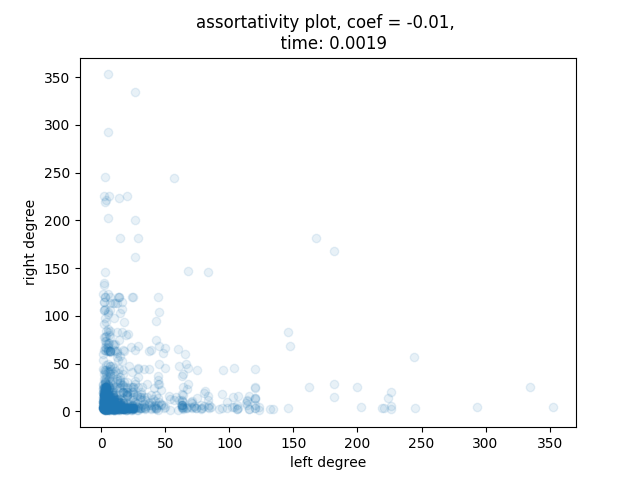 assortativity plot, coef = -0.01,
time: 0.0019
350
300
250
200
150
100
50
0
right degree
0 50 100 150 200 250 300 350
left degree